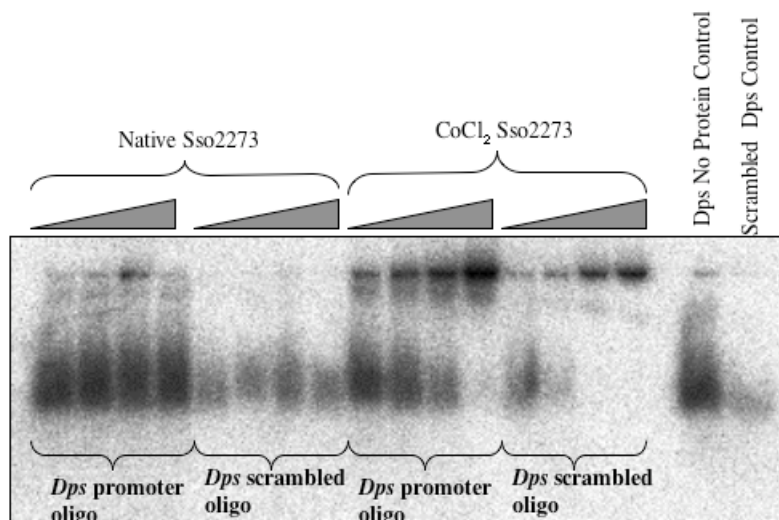 Native Sso2273
CoCl2 Sso2273
Dps No Protein Control
Scrambled Dps Control
Dps promoter
oligo
Dps scrambled
oligo
Dps promoter
oligo
Dps scrambled
oligo